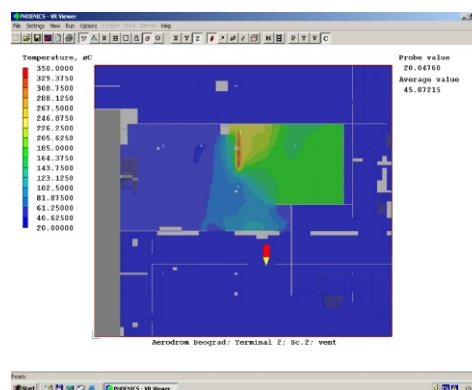 PHOENICS - VR Viewer
File Settings View Run Options Help
X Y Z
P T V C
Temperature, øC
350.0000
329.3750
308.7500
288.1250
267.5000
246.8750
226.2500
205.6250
185.0000
164.3750
143.7500
123.1250
102.5000
81.87500
61.25000
40.62500
20.00000
Probe value
20.04760
Average value
45.87215
Aerodrom Beograd; Terminal 2; Sc.2; vent
Ready
Start PHOENICS - VR Viewer